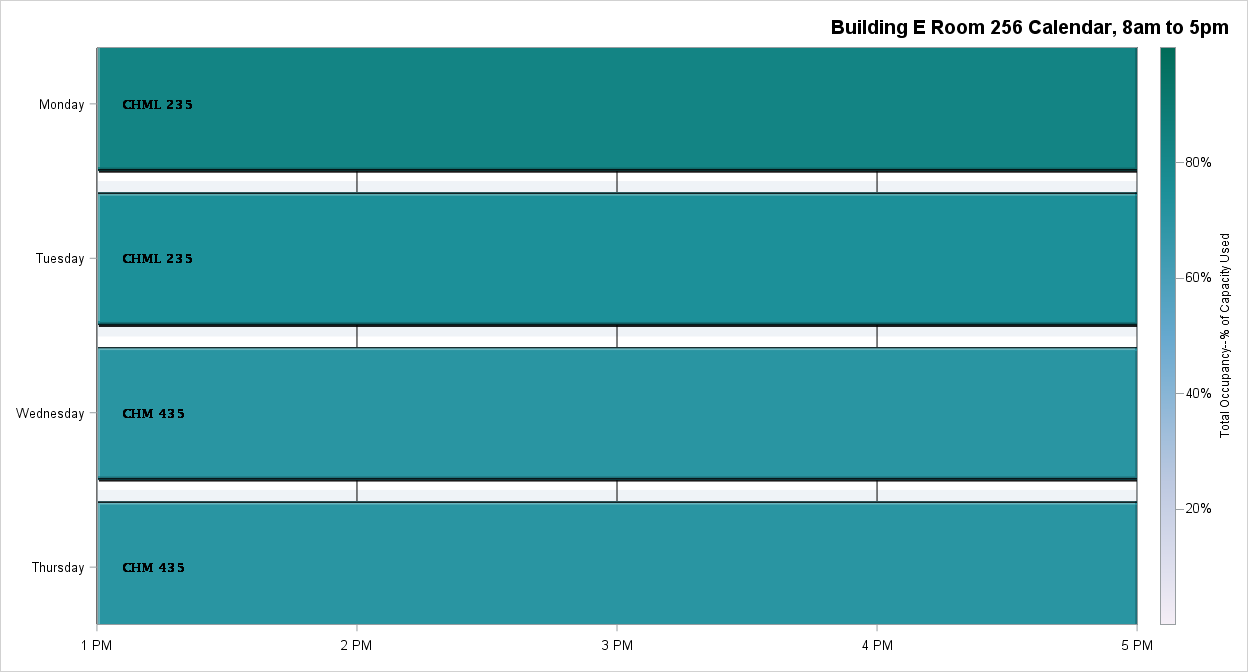 Building E Room 256 Calendar, 8am to 5pm
Monday
CHML 235
Tuesday
CHML 235
Wednesday
CHM 435
Thursday
CHM 435
1 PM
2 PM
3 PM
4 PM
5 PM
80%
60%
40%
20%
Total Occupancy--% of Capacity Used